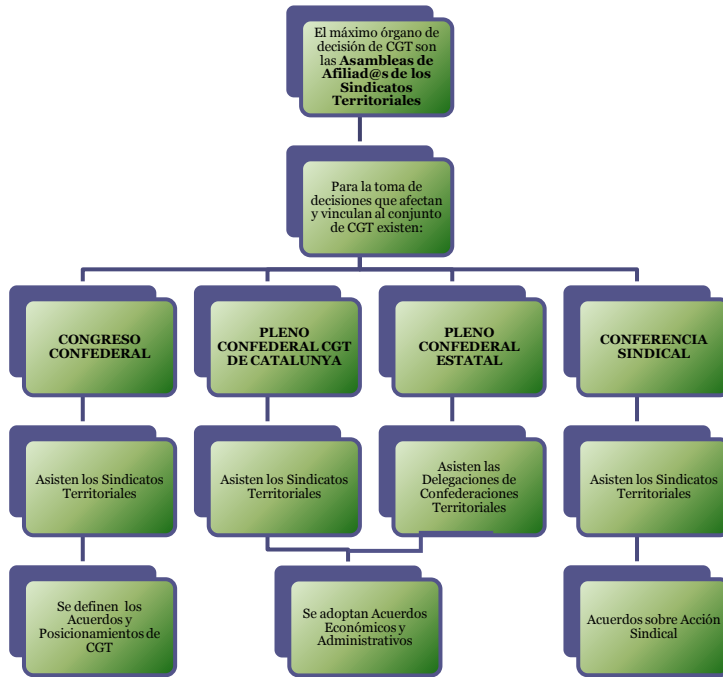 El máximo órgano de
decisión de CGT son
las Asambleas de
Afiliad@s de los
Sindicatos
Territoriales
Para la toma de
decisiones que afectan
y vinculan al conjunto
de CGT existen:
CONGRESO
CONFEDERAL
PLENO
CONFEDERAL CGT
DE CATALUNYA
PLENO
CONFEDERAL
ESTATAL
CONFERENCIA
SINDICAL
Asisten los Sindicatos
Territoriales
Asisten los Sindicatos
Territoriales
Asisten las
Delegaciones de
Confederaciones
Territoriales
Asisten los Sindicatos
Territoriales
Se definen los
Acuerdos y
Posicionamientos de
CGT
Se adoptan Acuerdos
Económicos y
Administrativos
Acuerdos sobre Acción
Sindical